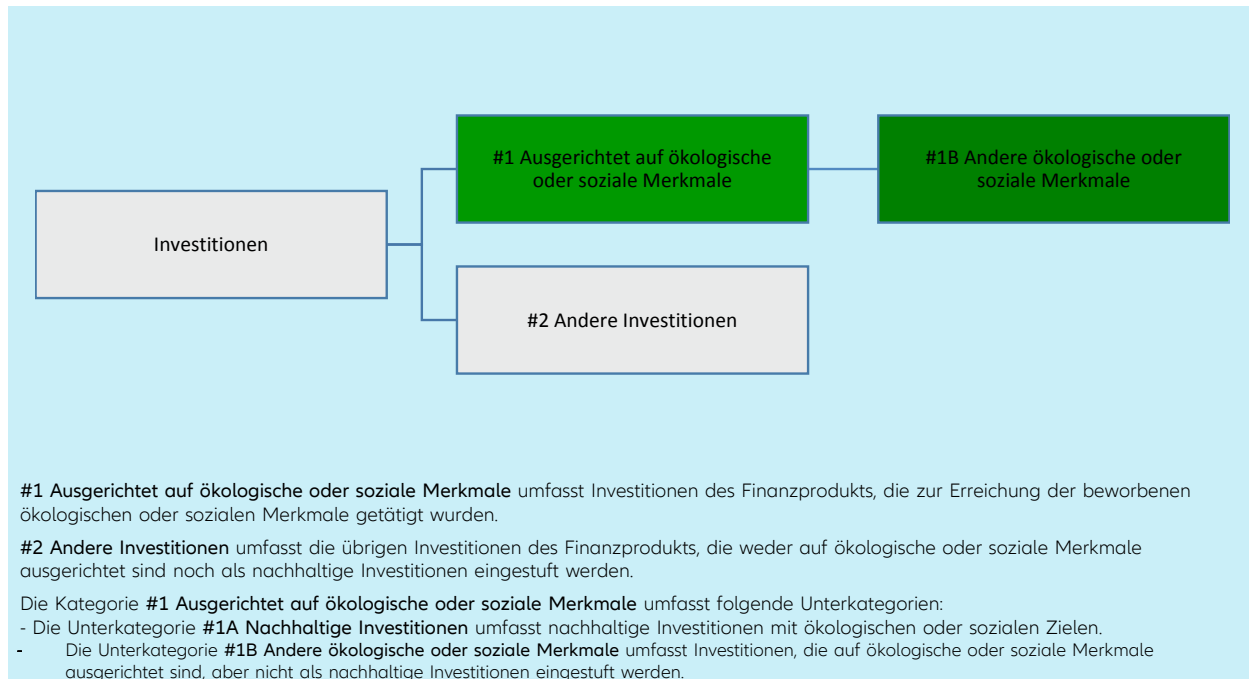 #1 Ausgerichtet auf ökologische
oder soziale Merkmale
#1B Andere ökologische oder
soziale Merkmale
Investitionen
#2 Andere Investitionen
#1 Ausgerichtet auf ökologische oder soziale Merkmale umfasst Investitionen des Finanzprodukts, die zur Erreichung der beworbenen
ökologischen oder sozialen Merkmale getätigt wurden.
#2 Andere Investitionen umfasst die übrigen Investitionen des Finanzprodukts, die weder auf ökologische oder soziale Merkmale
ausgerichtet sind noch als nachhaltige Investitionen eingestuft werden.
Die Kategorie #1 Ausgerichtet auf ökologische oder soziale Merkmale umfasst folgende Unterkategorien:
- Die Unterkategorie #1A Nachhaltige Investitionen umfasst nachhaltige Investitionen mit ökologischen oder sozialen Zielen.
- Die Unterkategorie #1B Andere ökologische oder soziale Merkmale umfasst Investitionen, die auf ökologische oder soziale Merkmale
ausgerichtet sind, aber nicht als nachhaltige Investitionen eingestuft werden.